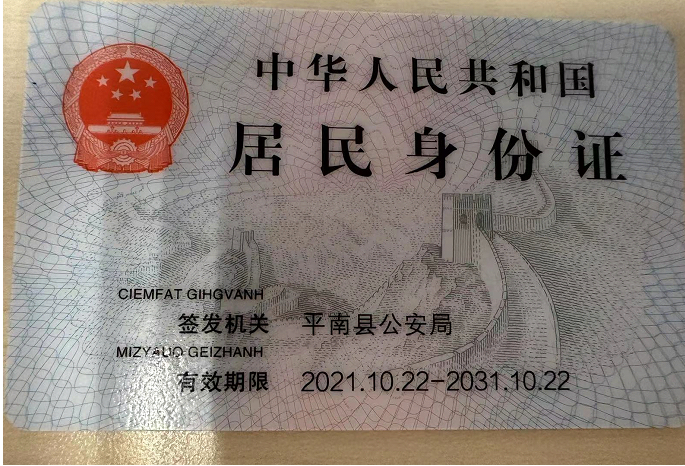 中华人民共和国
居民身份证
CIEMFAT GIHGVANH
签发机关 平南县公安局
MIZYAUQ GEIZHANH
有效期限 2021.10.22-2031.10.22